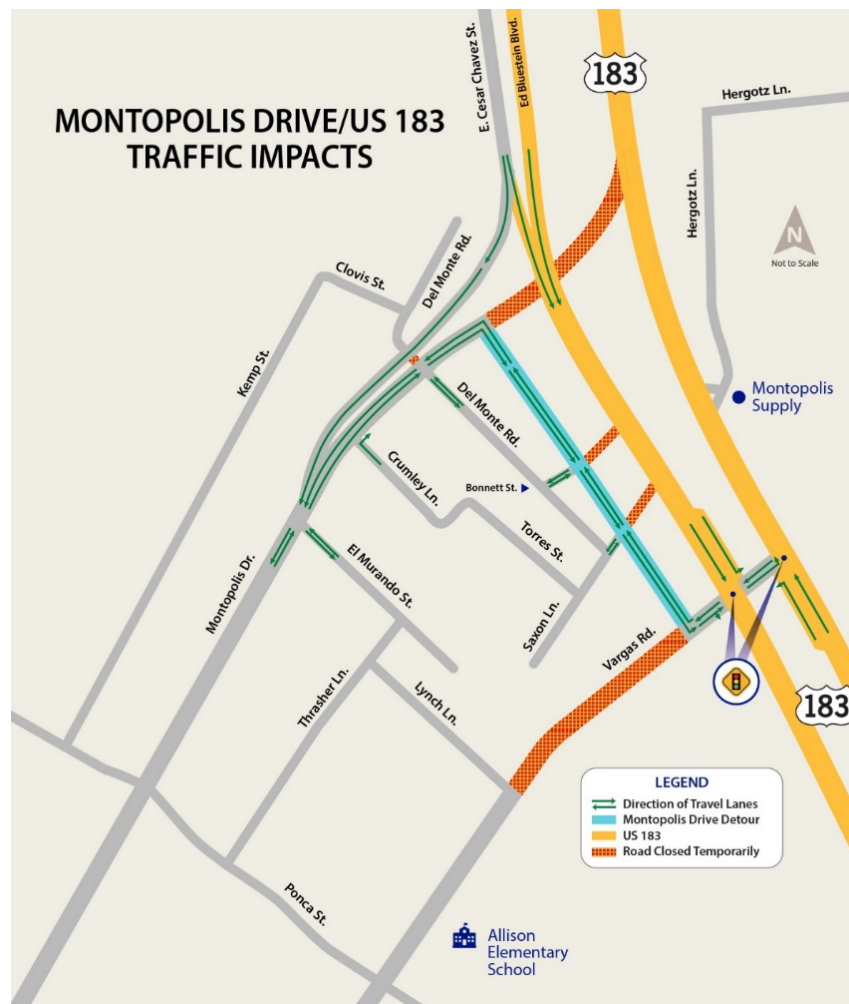 MONTOPOLIS DRIVE/US 183
TRAFFIC IMPACTS
E. Cesar Chavez St.
Ed Bluestein Blvd.
183
Hergotz Ln.
Hergotz Ln.
N
Not to Scale
Clovis St.
Del Monte Rd.
Kemp St.
Montopolis
Supply
Del Monte Rd.
Crumley Ln.
Bonnett St.
Torres St.
El Murando St.
Montopolis Dr.
Saxon Ln.
Vargas Rd.
Thrasher Ln.
Lynch Ln.
183
LEGEND
Direction of Travel Lanes
Montopolis Drive Detour
US 183
Road Closed Temporarily
Ponca St.
Allison
Elementary
School